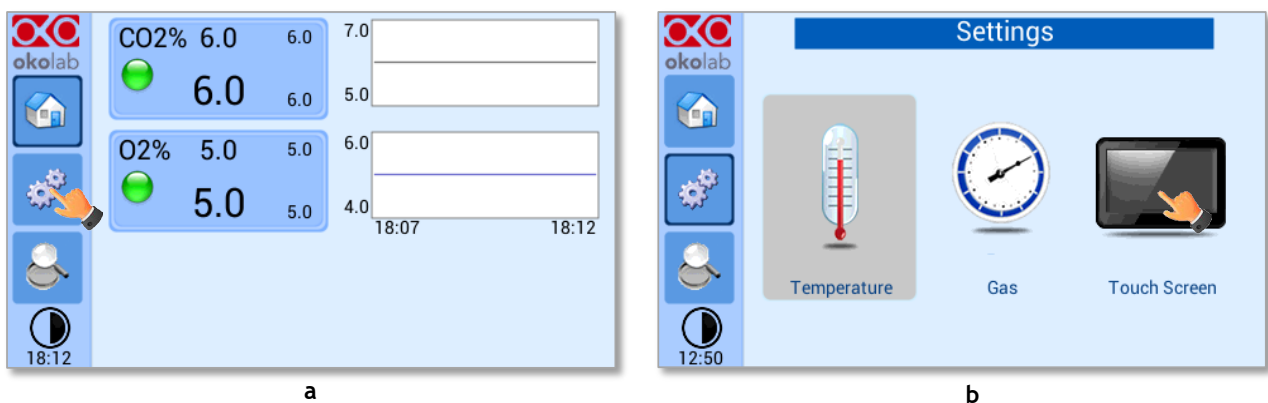 okolab
CO2% 6.0 6.0
6.0 6.0
7.0
5.0
O2% 5.0 5.0
5.0 5.0
6.0
4.0
18:07 18:12
18:12
a
okolab
Settings
Temperature Gas Touch Screen
12:50
b